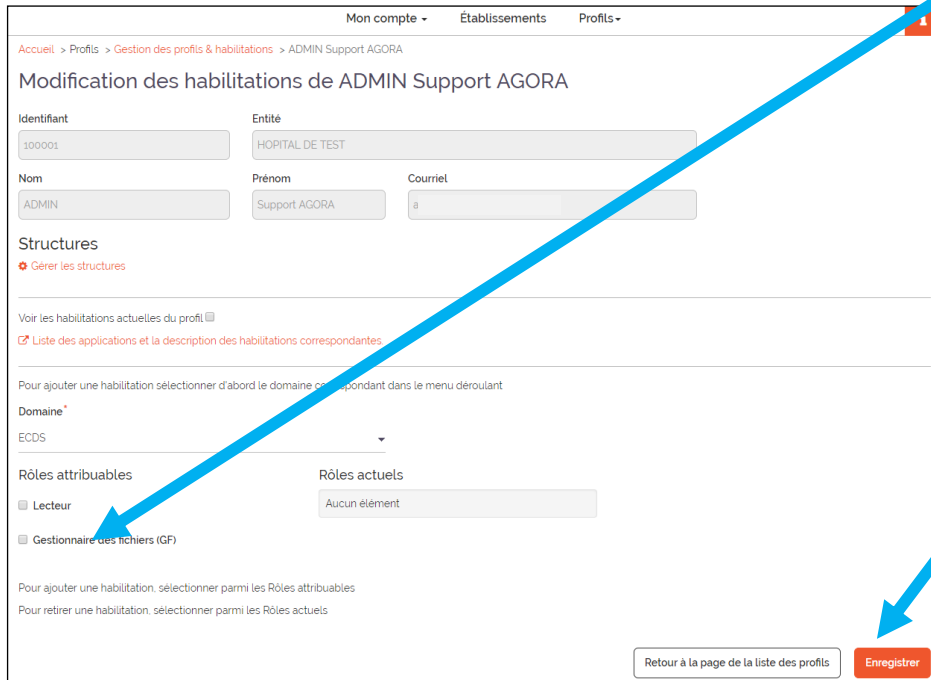 Mon compte Établissements Profils
Accueil > Profils > Gestion des profils & habilitations > ADMIN Support AGORA
Modification des habilitations de ADMIN Support AGORA
Identifiant Entité
100001 HOPITAL DE TEST
Nom Prénom Courriel
ADMIN Support AGORA a
Structures
Gérer les structures
Voir les habilitations actuelles du profil
Liste des applications et la description des habilitations correspondantes
Pour ajouter une habilitation sélectionner d'abord le domaine correspondant dans le menu déroulant
Domaine*
ECDS
Rôles attribuables Rôles actuels
Lecteur Aucun élément
Gestionnaire des fichiers (GF)
Pour ajouter une habilitation, sélectionner parmi les Rôles attribuables
Pour retirer une habilitation, sélectionner parmi les Rôles actuels
Retour à la page de la liste des profils Enregistrer